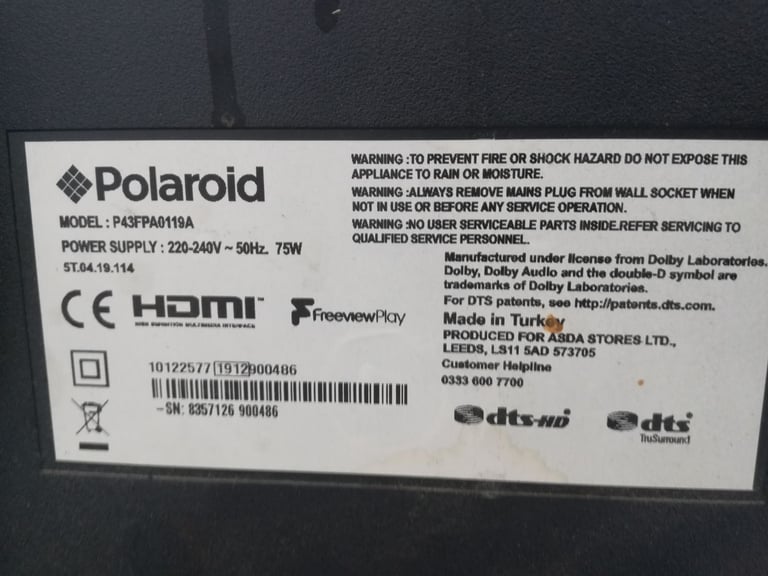 Polaroid
MODEL : P43FPA0119A
POWER SUPPLY : 220-240V ~ 50Hz. 75W
5T.04.19.114
CE HDMI™ FreeviewPlay
HIGH DEFINITION MULTIMEDIA INTERFACE
10122577 1912 900486
-SN: 8357126 900486
WARNING :TO PREVENT FIRE OR SHOCK HAZARD DO NOT EXPOSE THIS
APPLIANCE TO RAIN OR MOISTURE.
WARNING :ALWAYS REMOVE MAINS PLUG FROM WALL SOCKET WHEN
NOT IN USE OR BEFORE ANY SERVICE OPERATION.
WARNING :NO USER SERVICEABLE PARTS INSIDE.REFER SERVICING TO
QUALIFIED SERVICE PERSONNEL.
Manufactured under license from Dolby Laboratories.
Dolby, Dolby Audio and the double-D symbol are
trademarks of Dolby Laboratories.
For DTS patents, see http://patents.dts.com.
Made in Turkey
PRODUCED FOR ASDA STORES LTD.,
LEEDS, LS11 5AD 573705
Customer Helpline
0333 600 7700
dts-HD dts
TruSurround